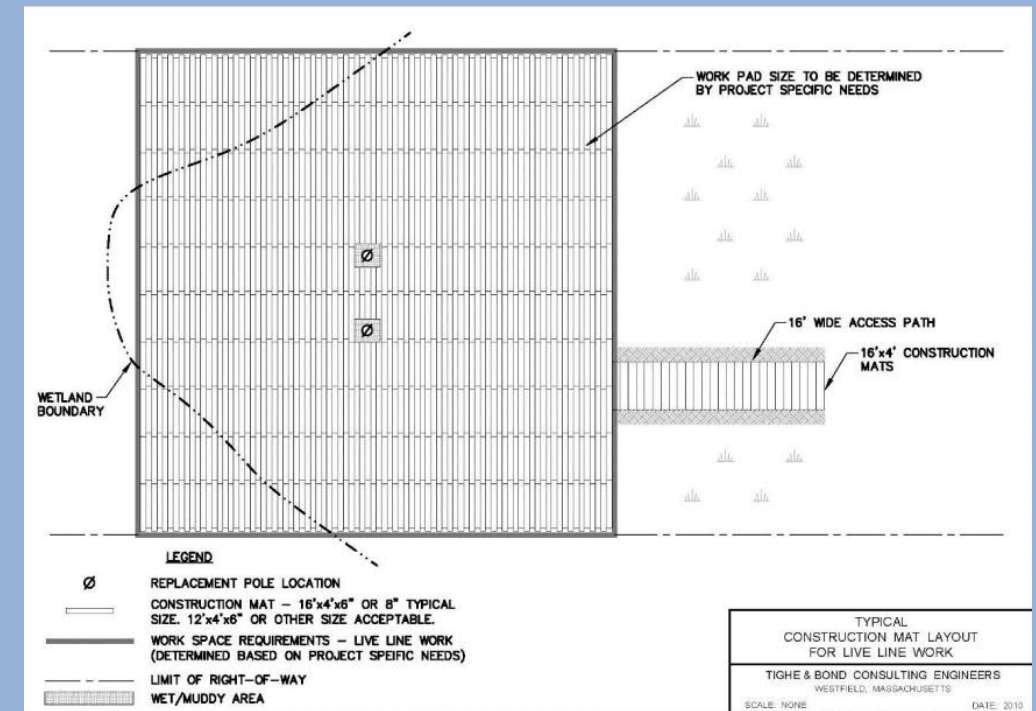 WORK PAD SIZE TO BE DETERMINED
BY PROJECT SPECIFIC NEEDS
Ø
Ø
16' WIDE ACCESS PATH
16'x4' CONSTRUCTION
MATS
WETLAND
BOUNDARY
LEGEND
Ø REPLACEMENT POLE LOCATION
CONSTRUCTION MAT – 16'x4'x6" OR 8" TYPICAL
SIZE. 12'x4'x6" OR OTHER SIZE ACCEPTABLE.
WORK SPACE REQUIREMENTS – LIVE LINE WORK
(DETERMINED BASED ON PROJECT SPEIFIC NEEDS)
LIMIT OF RIGHT–OF–WAY
WET/MUDDY AREA
TYPICAL
CONSTRUCTION MAT LAYOUT
FOR LIVE LINE WORK
TIGHE & BOND CONSULTING ENGINEERS
WESTFIELD, MASSACHUSETTS
SCALE: NONE DATE: 2010